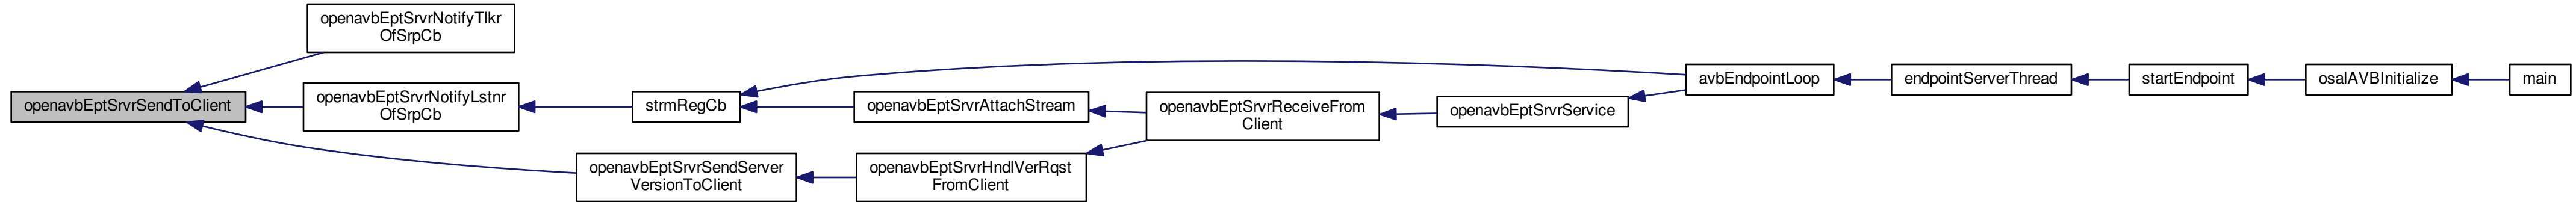 openavbEptSrvrSendToClient
openavbEptSrvrNotifyTlkr
OfSrpCb
openavbEptSrvrNotifyLstnr
OfSrpCb
openavbEptSrvrSendServer
VersionToClient
strmRegCb
openavbEptSrvrAttachStream
openavbEptSrvrHndlVerRqst
FromClient
openavbEptSrvrReceiveFrom
Client
openavbEptSrvrService
avbEndpointLoop
endpointServerThread
startEndpoint
osalAVBInitialize
main